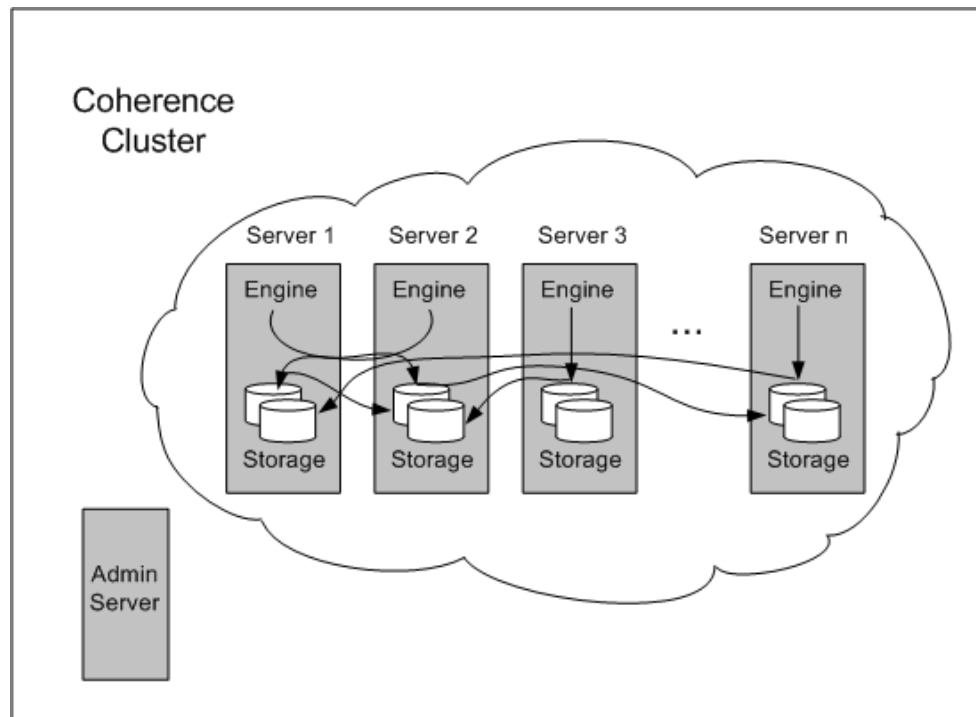 Coherence
Cluster
Server 1
Server 2
Server 3
Server n
Engine
Engine
Engine
Engine
...
Storage
Storage
Storage
Storage
Admin
Server